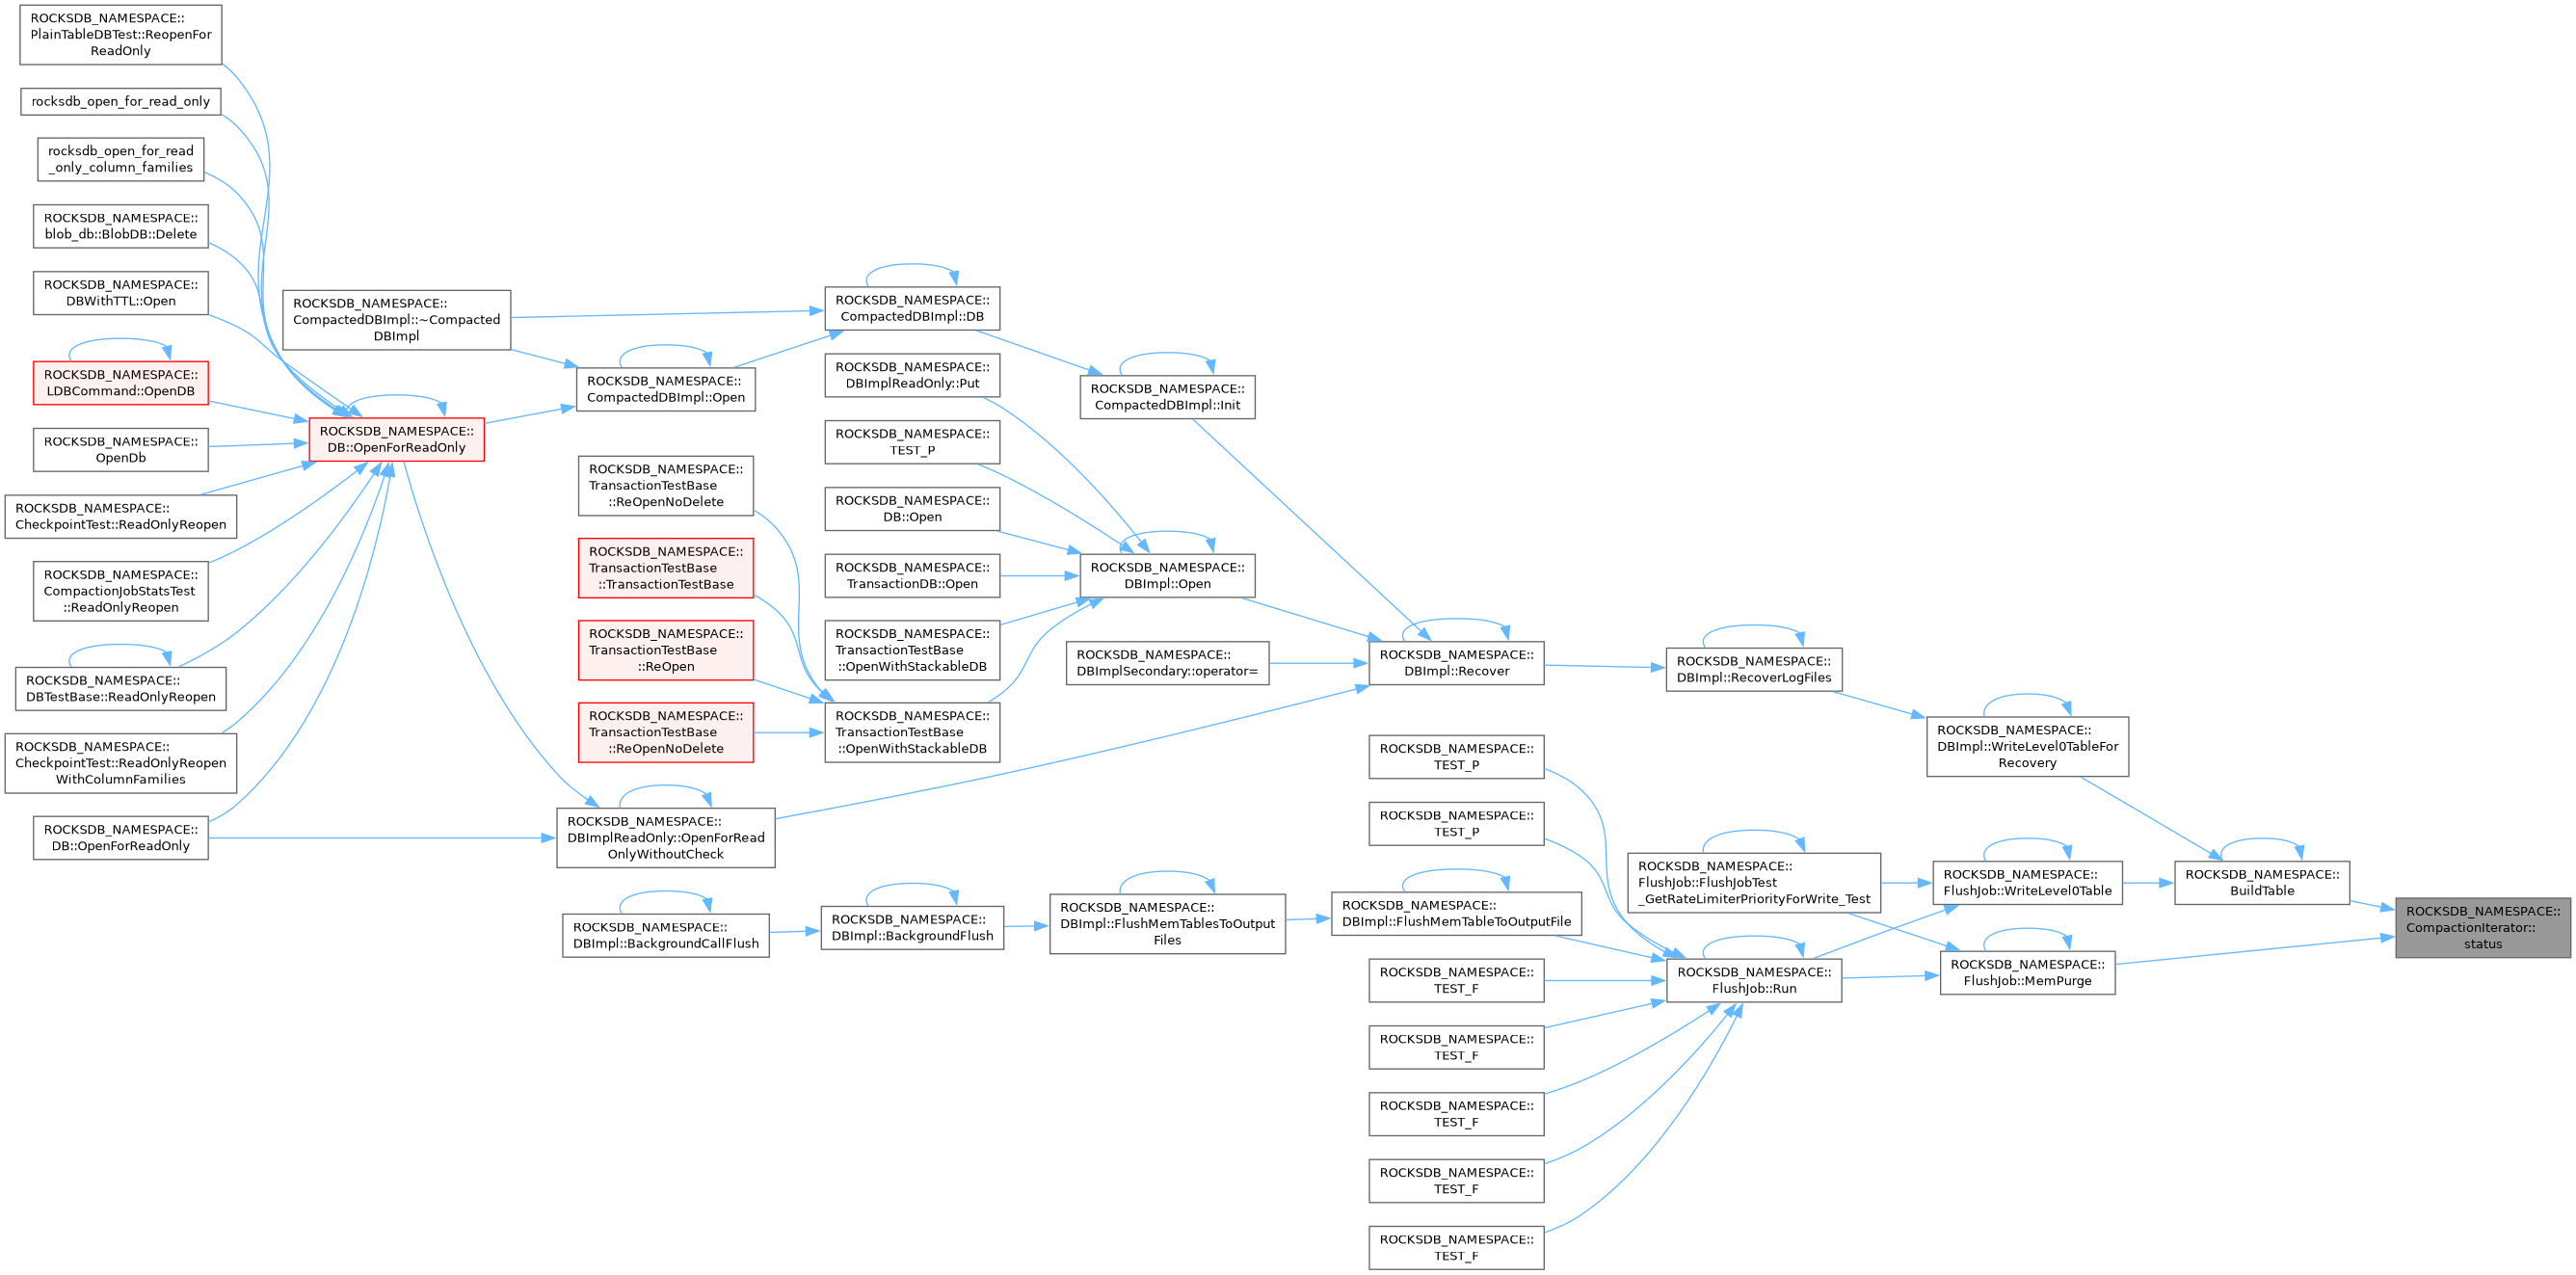 ROCKSDB_NAMESPACE::
PlainTableDBTest::ReopenFor
ReadOnly
rocksdb_open_for_read_only
rocksdb_open_for_read
_only_column_families
ROCKSDB_NAMESPACE::
blob_db::BlobDB::Delete
ROCKSDB_NAMESPACE::
DBWithTTL::Open
ROCKSDB_NAMESPACE::
LDBCommand::OpenDB
ROCKSDB_NAMESPACE::
OpenDb
ROCKSDB_NAMESPACE::
CheckpointTest::ReadOnlyReopen
ROCKSDB_NAMESPACE::
CompactionJobStatsTest
::ReadOnlyReopen
ROCKSDB_NAMESPACE::
DBTestBase::ReadOnlyReopen
ROCKSDB_NAMESPACE::
CheckpointTest::ReadOnlyReopen
WithColumnFamilies
ROCKSDB_NAMESPACE::
DB::OpenForReadOnly
ROCKSDB_NAMESPACE::
CompactedDBImpl::~Compacted
DBImpl
ROCKSDB_NAMESPACE::
DB::OpenForReadOnly
ROCKSDB_NAMESPACE::
CompactedDBImpl::Open
ROCKSDB_NAMESPACE::
TransactionTestBase
::ReOpenNoDelete
ROCKSDB_NAMESPACE::
TransactionTestBase
::TransactionTestBase
ROCKSDB_NAMESPACE::
TransactionTestBase
::ReOpen
ROCKSDB_NAMESPACE::
TransactionTestBase
::ReOpenNoDelete
ROCKSDB_NAMESPACE::
DBImplReadOnly::OpenForRead
OnlyWithoutCheck
ROCKSDB_NAMESPACE::
DBImpl::BackgroundCallFlush
ROCKSDB_NAMESPACE::
CompactedDBImpl::DB
ROCKSDB_NAMESPACE::
DBImplReadOnly::Put
ROCKSDB_NAMESPACE::
TEST_P
ROCKSDB_NAMESPACE::
DB::Open
ROCKSDB_NAMESPACE::
TransactionDB::Open
ROCKSDB_NAMESPACE::
TransactionTestBase
::OpenWithStackableDB
ROCKSDB_NAMESPACE::
TransactionTestBase
::OpenWithStackableDB
ROCKSDB_NAMESPACE::
DBImpl::BackgroundFlush
ROCKSDB_NAMESPACE::
CompactedDBImpl::Init
ROCKSDB_NAMESPACE::
DBImpl::Open
ROCKSDB_NAMESPACE::
DBImplSecondary::operator=
ROCKSDB_NAMESPACE::
DBImpl::FlushMemTablesToOutput
Files
ROCKSDB_NAMESPACE::
DBImpl::Recover
ROCKSDB_NAMESPACE::
TEST_P
ROCKSDB_NAMESPACE::
TEST_P
ROCKSDB_NAMESPACE::
DBImpl::FlushMemTableToOutputFile
ROCKSDB_NAMESPACE::
TEST_F
ROCKSDB_NAMESPACE::
TEST_F
ROCKSDB_NAMESPACE::
TEST_F
ROCKSDB_NAMESPACE::
TEST_F
ROCKSDB_NAMESPACE::
TEST_F
ROCKSDB_NAMESPACE::
DBImpl::RecoverLogFiles
ROCKSDB_NAMESPACE::
FlushJob::FlushJobTest
_GetRateLimiterPriorityForWrite_Test
ROCKSDB_NAMESPACE::
FlushJob::Run
ROCKSDB_NAMESPACE::
DBImpl::WriteLevel0TableFor
Recovery
ROCKSDB_NAMESPACE::
FlushJob::WriteLevel0Table
ROCKSDB_NAMESPACE::
FlushJob::MemPurge
ROCKSDB_NAMESPACE::
BuildTable
ROCKSDB_NAMESPACE::
CompactionIterator::
status